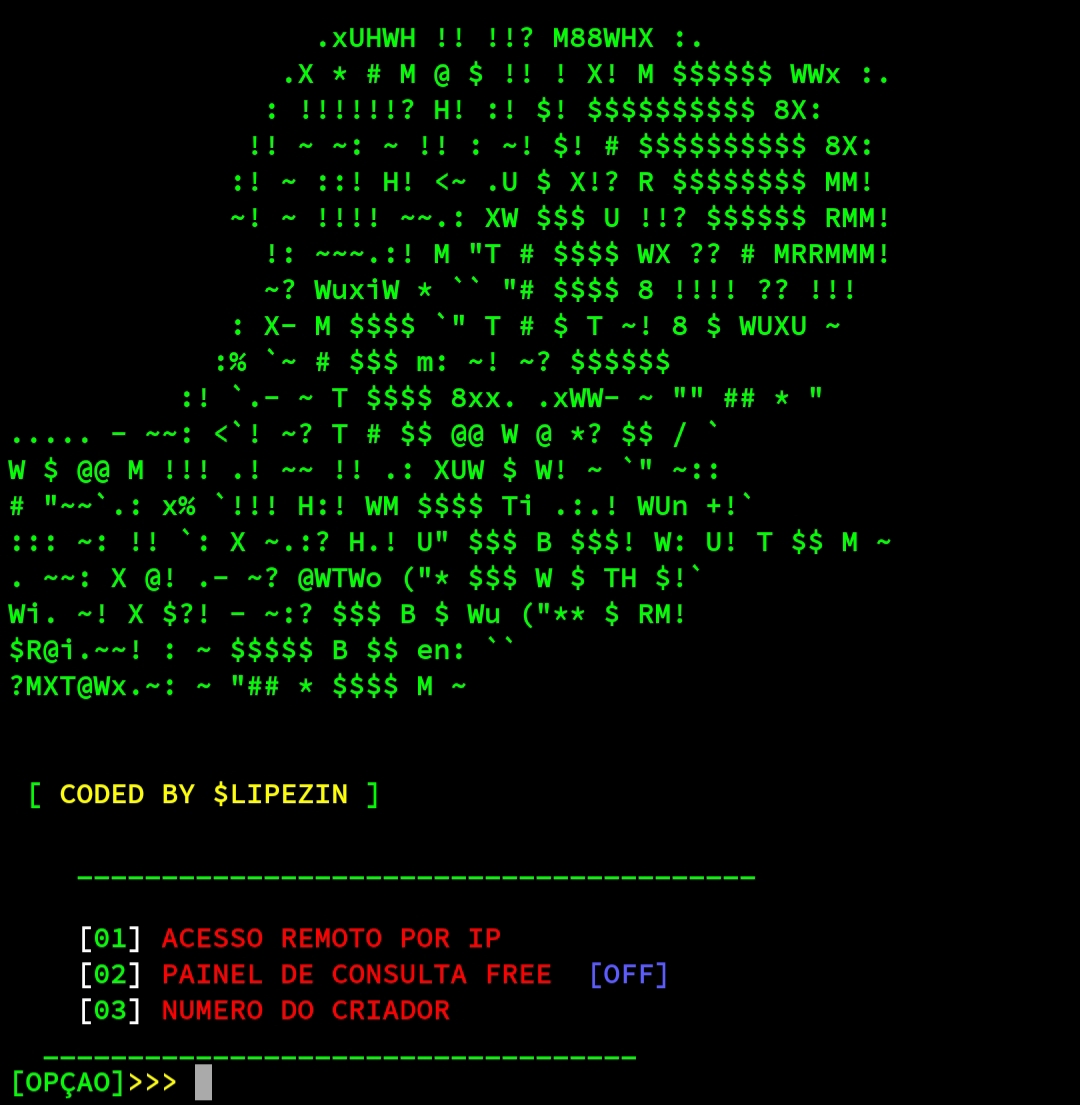 .xUHWH !! !!? M88WHX :.
.X * # M @ $ !! ! X! M $$$$$$ WWx :.
: !!!!!!? H! :! $! $$$$$$$$$$ 8X:
!! ~ ~: ~ !! : ~! $! # $$$$$$$$$$ 8X:
:! ~ ::! H! <~ .U $ X!? R $$$$$$$$ MM!
~! ~ !!!! ~~.: XW $$$ U !!? $$$$$$ RMM!
!: ~~~.:! M "T # $$$$ WX ?? # MRRMMM!
~? WuxiW * `` "# $$$$ 8 !!!! ?? !!!
: X- M $$$$ `" T # $ T ~! 8 $ WUXU ~
:% `~ # $$$ m: ~! ~? $$$$$$
:! `.- ~ T $$$$ 8xx. .xWW- ~ "" ## * "
..... - ~~: <`! ~? T # $$ @@ W @ *? $$ / `
W $ @@ M !!! .! ~~ !! .: XUW $ W! ~ `" ~::
# "~~`.: x% `!!! H:! WM $$$$ Ti .:.! WUn +!`
::: ~: !! `: X ~.:? H.! U" $$$ B $$$! W: U! T $$ M ~
. ~~: X @! .- ~? @WTWo ("* $$$ W $ TH $!`
Wi. ~! X $?! - ~:? $$$ B $ Wu ("** $ RM!
$R@i.~~! : ~ $$$$$ B $$ en: ``
?MXT@Wx.~: ~ "## * $$$$ M ~
[ CODED BY $LIPEZIN ]
----------------------------------------
[01] ACESSO REMOTO POR IP
[02] PAINEL DE CONSULTA FREE [OFF]
[03] NUMERO DO CRIADOR
-----------------------------------
[OPÇAO]>>>